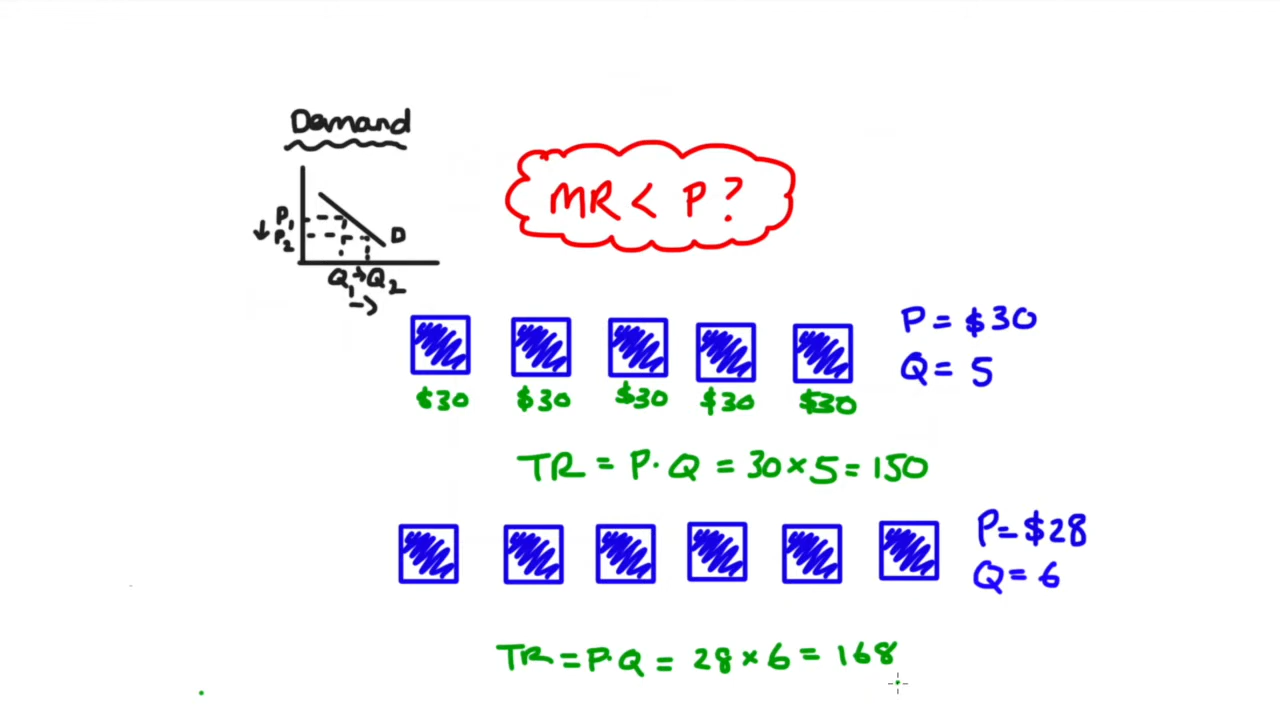 Demand
MR < P ?
P1
↓ P2
D
Q1 → Q2
→
P = $30
Q = 5
$30 $30 $30 $30 $30
TR = P · Q = 30 × 5 = 150
P = $28
Q = 6
TR = P · Q = 28 × 6 = 168